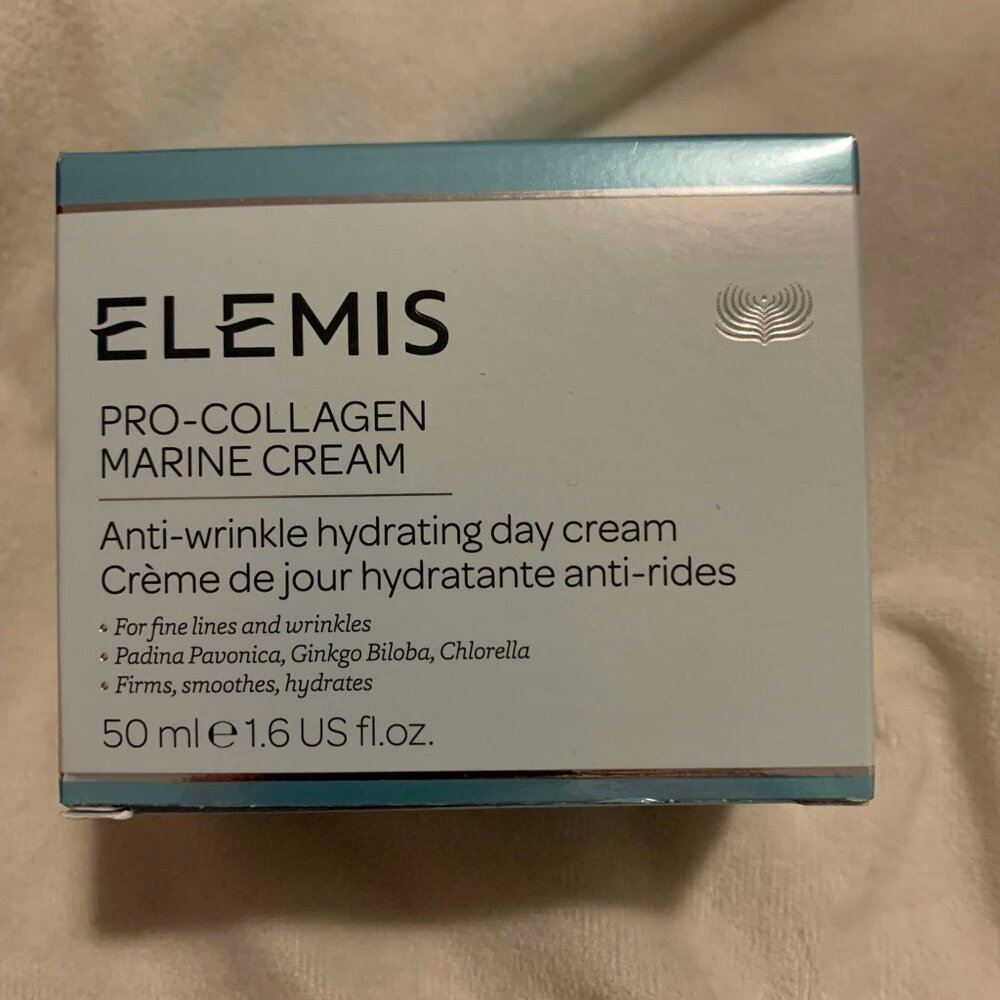 ELEMIS
PRO-COLLAGEN
MARINE CREAM
Anti-wrinkle hydrating day cream
Crème de jour hydratante anti-rides
• For fine lines and wrinkles
• Padina Pavonica, Ginkgo Biloba, Chlorella
• Firms, smoothes, hydrates
50 ml ℮ 1.6 US fl.oz.